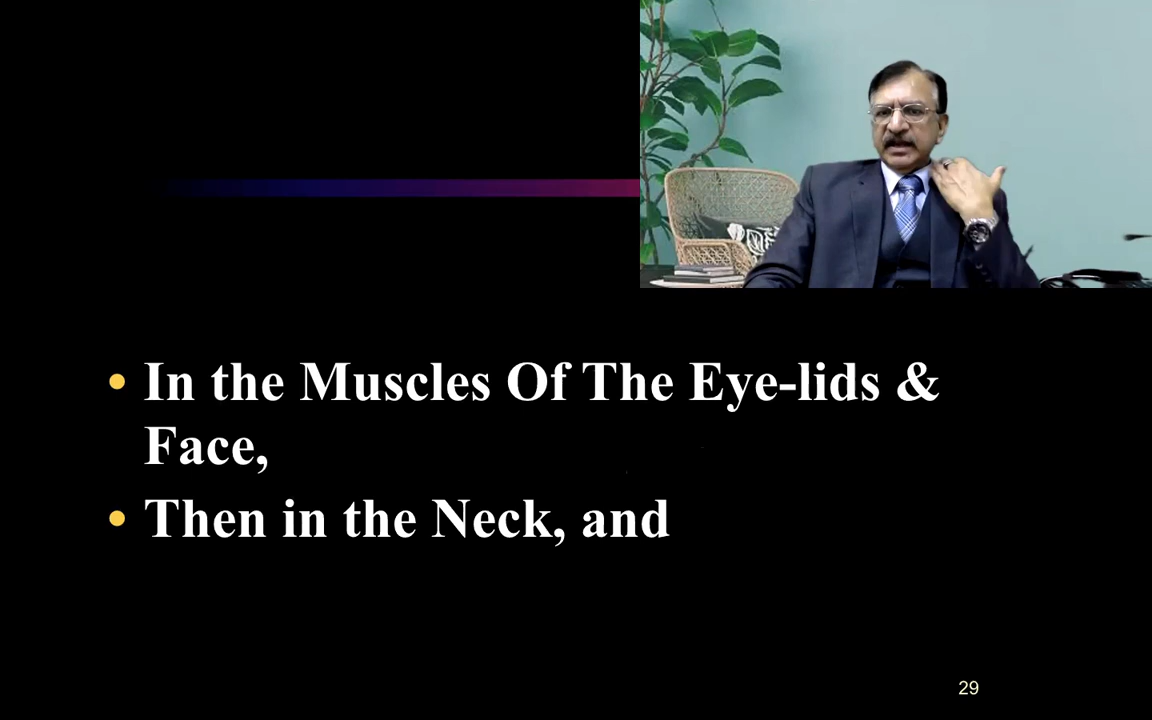 In the Muscles Of The Eye-lids &
Face,
Then in the Neck, and
29